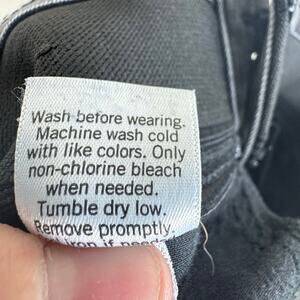 Wash before wearing.
Machine wash cold
with like colors. Only
non-chlorine bleach
when needed.
Tumble dry low.
Remove promptly.
if